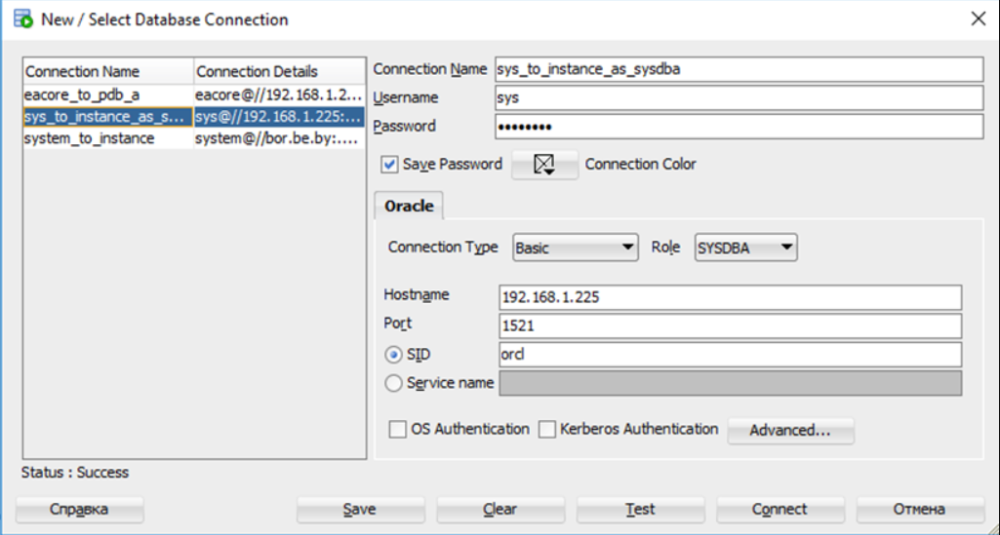 New / Select Database Connection
Connection Name Connection Details
eacore_to_pdb_a eacore@//192.168.1.2...
sys_to_instance_as_s... sys@//192.168.1.225:...
system_to_instance system@//bor.be.by:....
Connection Name sys_to_instance_as_sysdba
Username sys
Password ••••••••
Save Password Connection Color
Oracle
Connection Type Basic Role SYSDBA
Hostname 192.168.1.225
Port 1521
SID orcl
Service name
OS Authentication Kerberos Authentication Advanced...
Status : Success
Справка Save Clear Test Connect Отмена